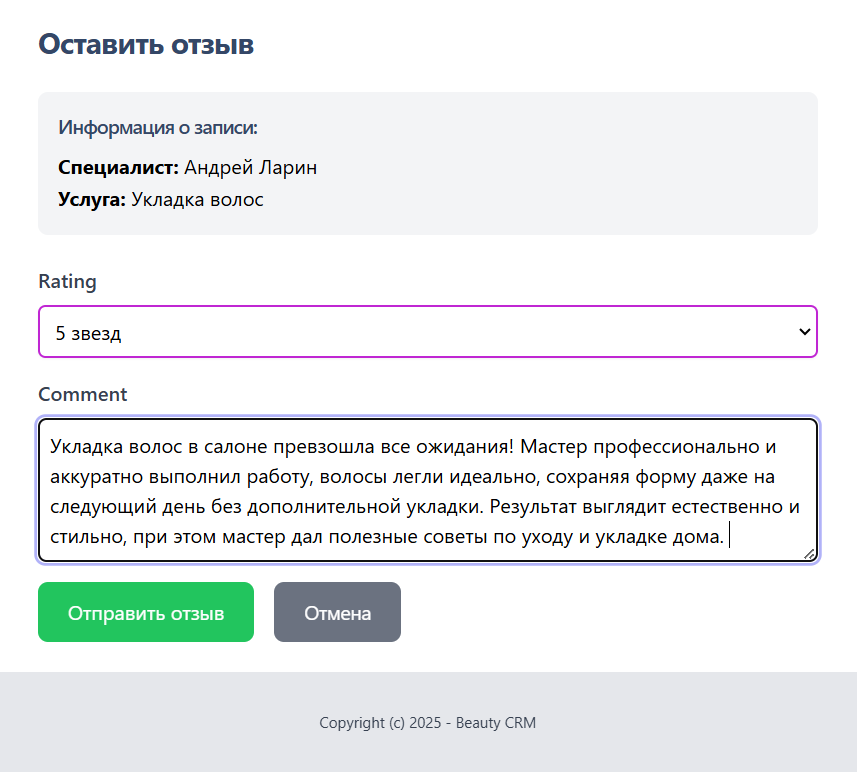 Оставить отзыв
Информация о записи:
Специалист: Андрей Ларин
Услуга: Укладка волос
Rating
5 звезд
Comment
Укладка волос в салоне превзошла все ожидания! Мастер профессионально и
аккуратно выполнил работу, волосы легли идеально, сохраняя форму даже на
следующий день без дополнительной укладки. Результат выглядит естественно и
стильно, при этом мастер дал полезные советы по уходу и укладке дома.
Отправить отзыв Отмена
Copyright (c) 2025 - Beauty CRM